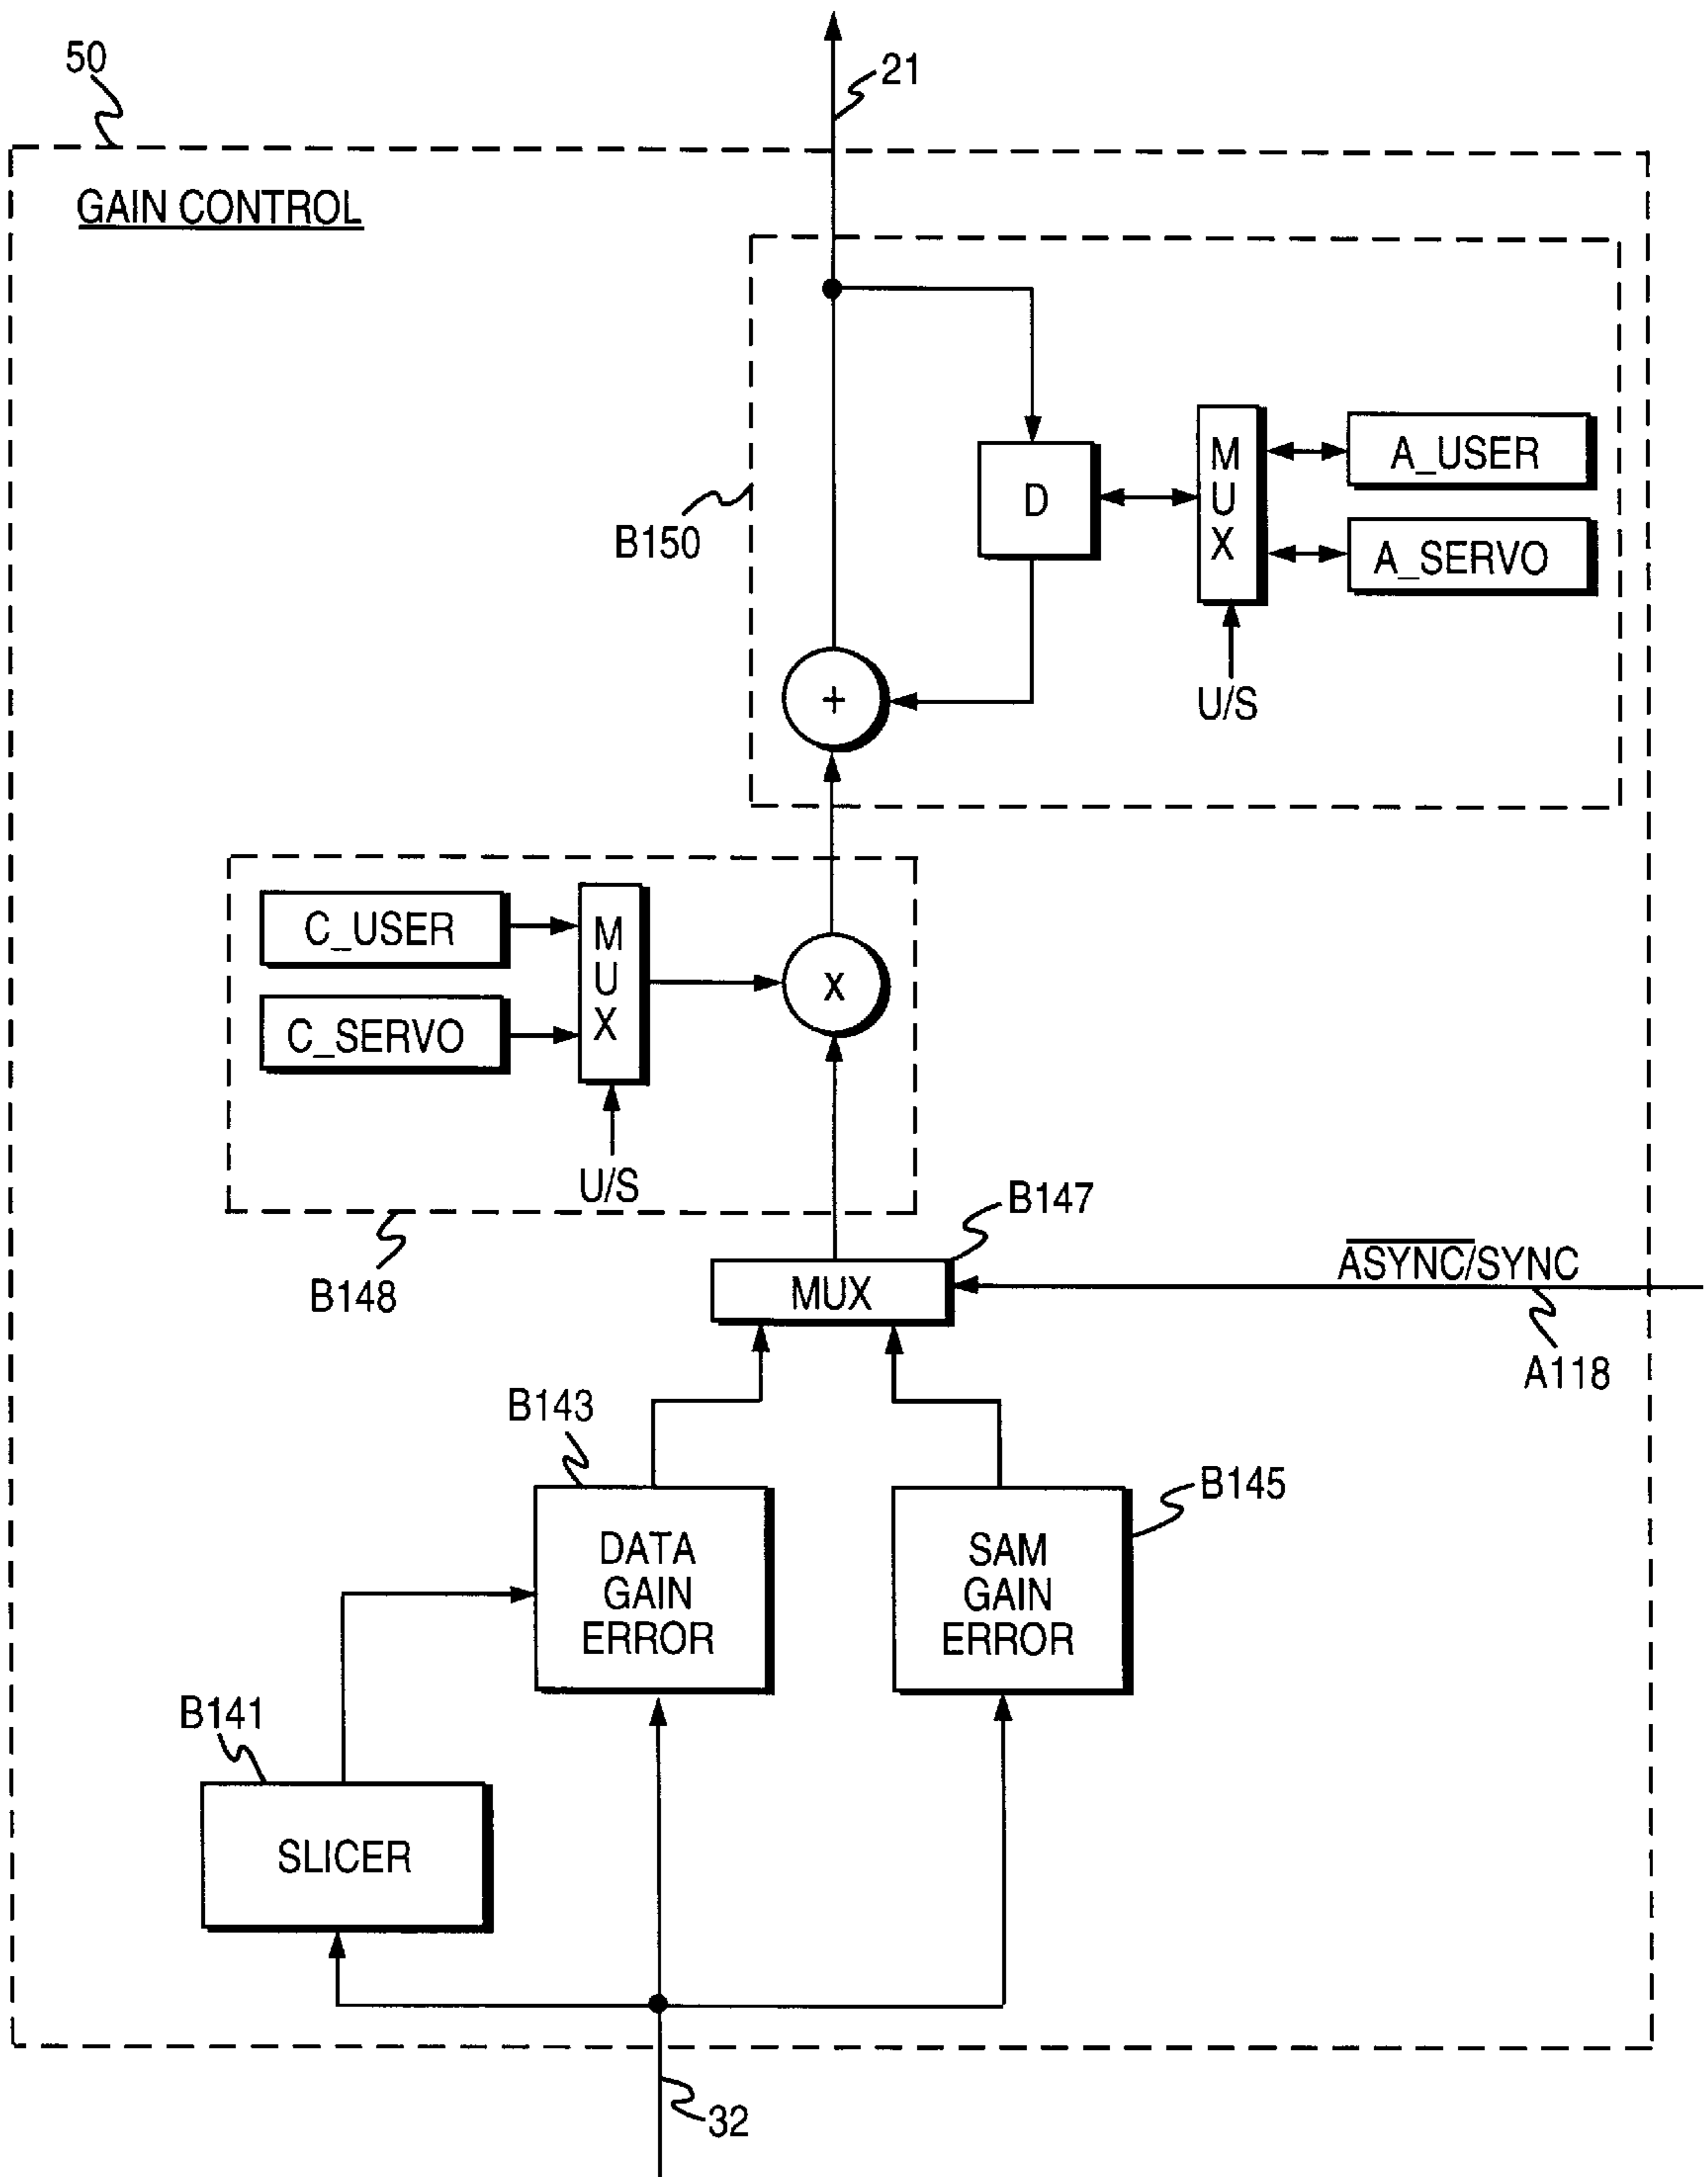 50
21
GAIN CONTROL
D
M
U
X
A_USER
A_SERVO
B150
U/S
+
C_USER
C_SERVO
M
U
X
X
U/S
B148
B147
MUX
ASYNC/SYNC
A118
B143
DATA
GAIN
ERROR
SAM
GAIN
ERROR
B145
B141
SLICER
32